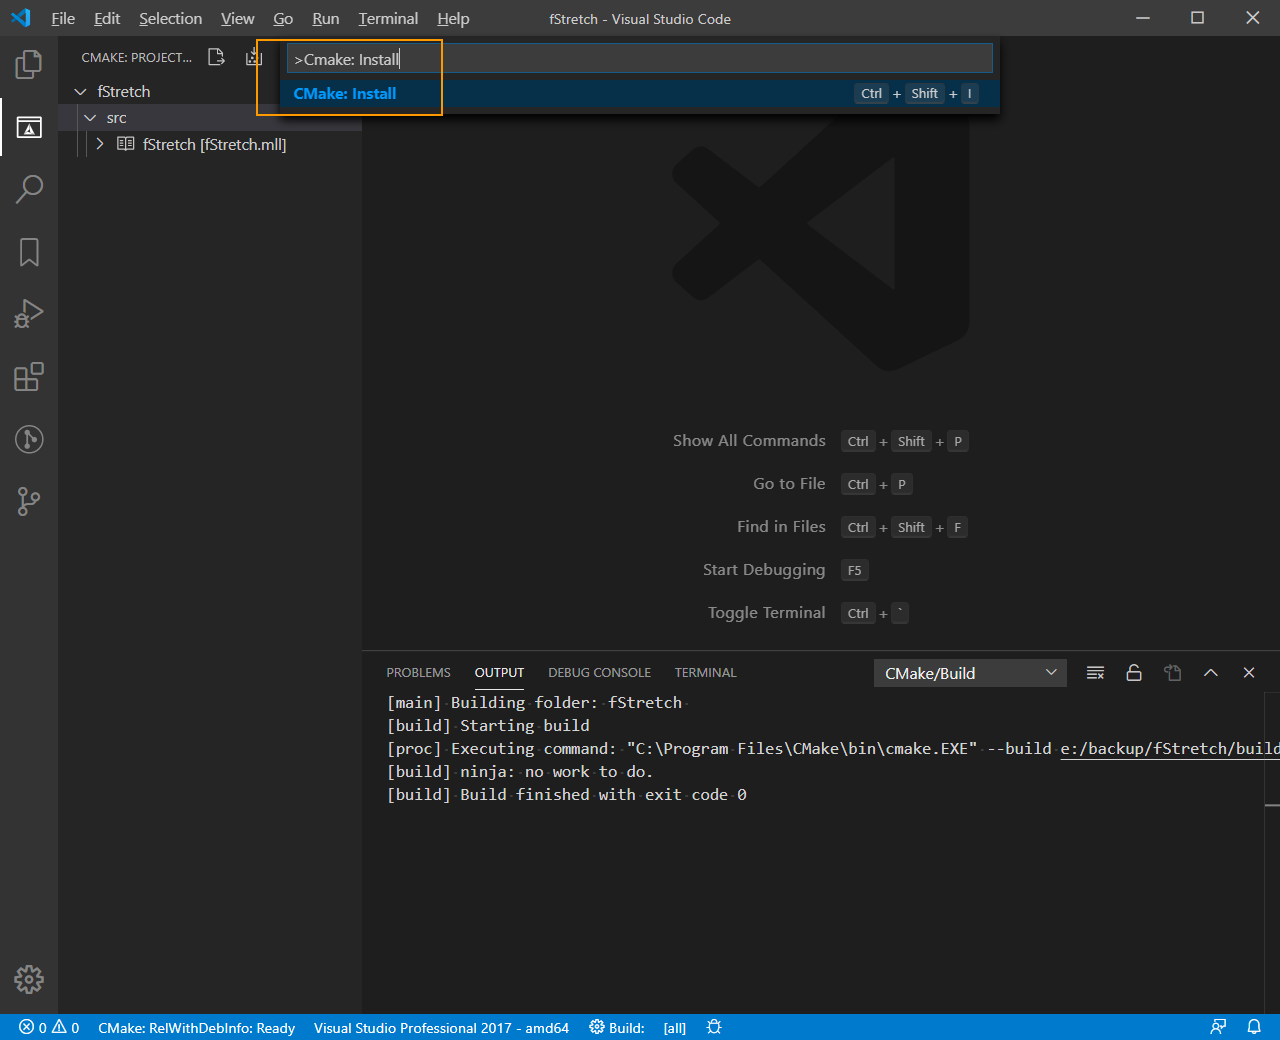 File Edit Selection View Go Run Terminal Help fStretch - Visual Studio Code
CMAKE: PROJECT...
>Cmake: Install
CMake: Install Ctrl + Shift + I
fStretch
src
fStretch [fStretch.mll]
Show All Commands Ctrl + Shift + P
Go to File Ctrl + P
Find in Files Ctrl + Shift + F
Start Debugging F5
Toggle Terminal Ctrl + `
PROBLEMS OUTPUT DEBUG CONSOLE TERMINAL CMake/Build
[main] Building folder: fStretch
[build] Starting build
[proc] Executing command: "C:\Program Files\CMake\bin\cmake.EXE" --build e:/backup/fStretch/build
[build] ninja: no work to do.
[build] Build finished with exit code 0
0 0 CMake: RelWithDebInfo: Ready Visual Studio Professional 2017 - amd64 Build: [all]